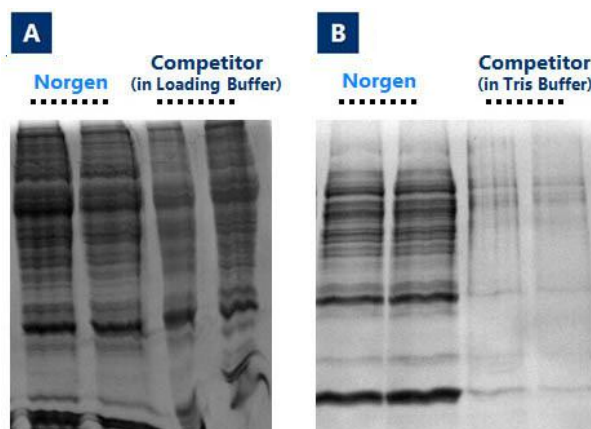 A
Norgen
Competitor
(in Loading Buffer)
B
Norgen
Competitor
(in Tris Buffer)